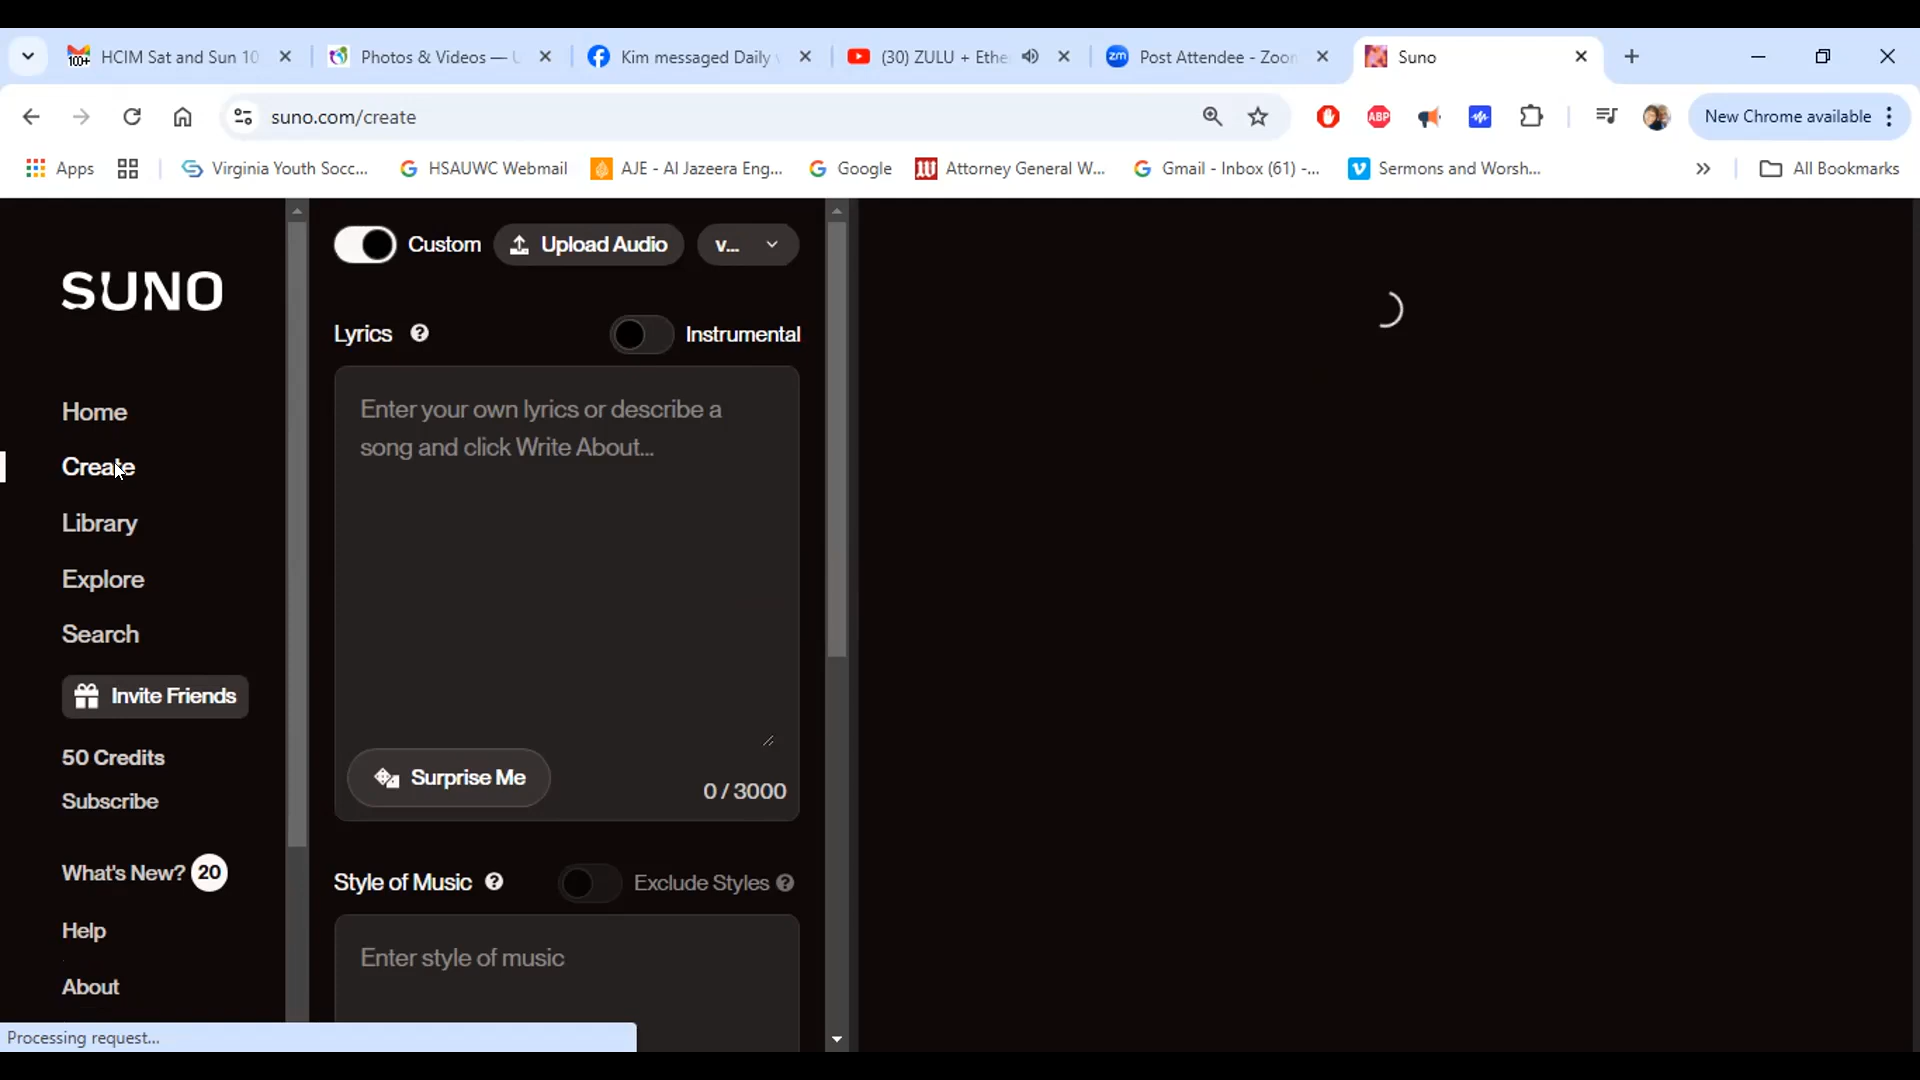 HCIM Sat and Sun 10
Photos & Videos — U
Kim messaged Daily
(30) ZULU + Ethe
Post Attendee - Zoom
Suno
suno.com/create
New Chrome available
Apps
Virginia Youth Socc...
HSAUWC Webmail
AJE - Al Jazeera Eng...
Google
Attorney General W...
Gmail - Inbox (61) -...
Sermons and Worsh...
All Bookmarks
100+
zm
ABP
SUNO
Home
Create
Library
Explore
Search
Invite Friends
50 Credits
Subscribe
What's New? 20
Help
About
Custom
Upload Audio
v...
Lyrics
Instrumental
Enter your own lyrics or describe a
song and click Write About...
Surprise Me
0 / 3000
Style of Music
Exclude Styles
Enter style of music
Processing request...